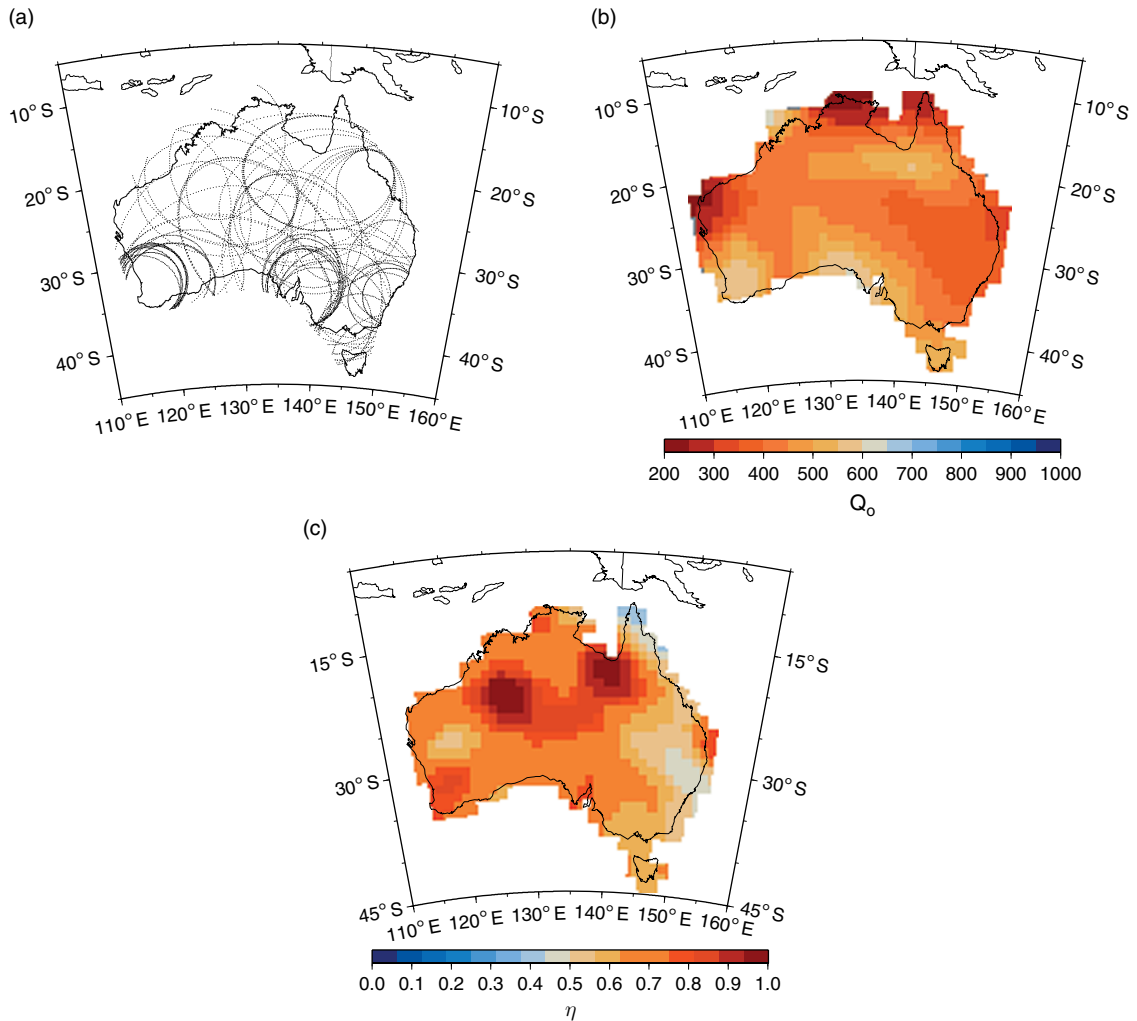 (a)
10° S
10° S
20° S
20° S
30° S
30° S
40° S
40° S
110° E
120° E
130° E
140° E
150° E
160° E
(b)
10° S
10° S
20° S
20° S
30° S
30° S
40° S
40° S
110° E
120° E
130° E
140° E
150° E
160° E
200 300 400 500 600 700 800 900 1000
Qo
(c)
15° S
15° S
30° S
30° S
45° S
45° S
110° E
120° E
130° E
140° E
150° E
160° E
0.0 0.1 0.2 0.3 0.4 0.5 0.6 0.7 0.8 0.9 1.0
η